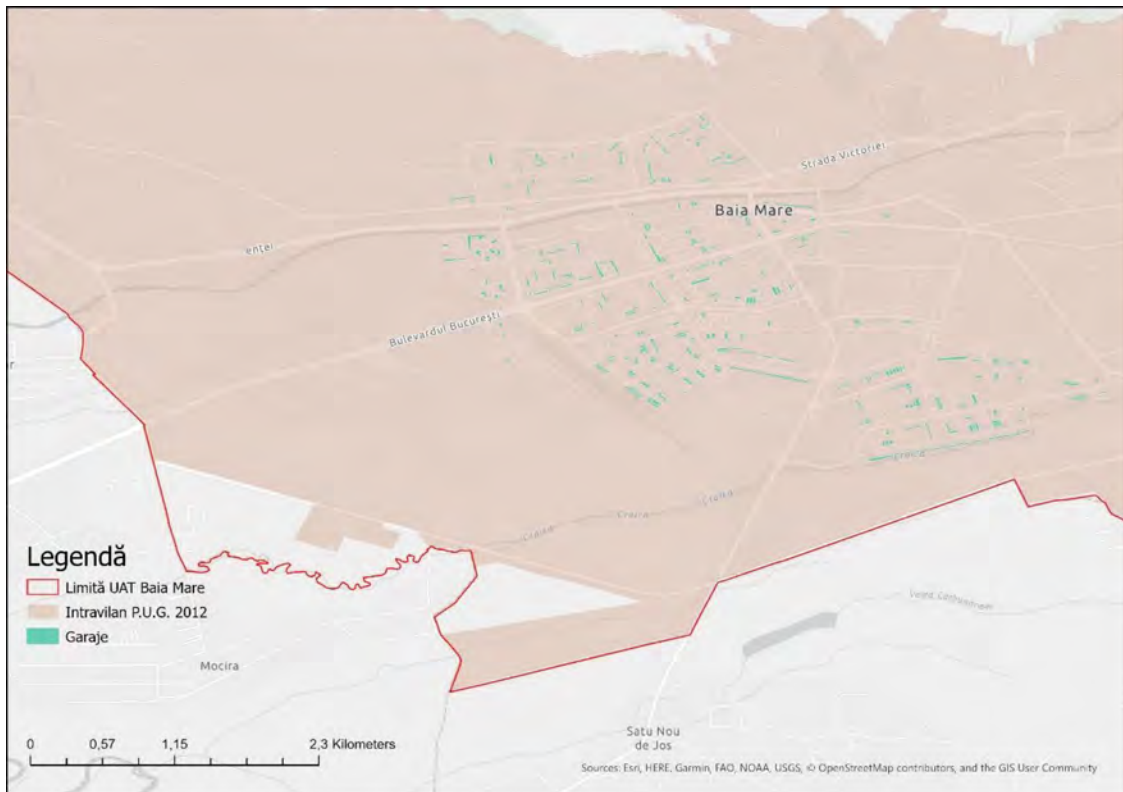 Strada Victoriei
Baia Mare
enței
Bulevardul București
Craica
Craica
Craica
Craica
Legendă
Limită UAT Baia Mare
Intravilan P.U.G. 2012
Garaje
Mocira
Satu Nou
de Jos
0 0,57 1,15 2,3 Kilometers
Sources: Esri, HERE, Garmin, FAO, NOAA, USGS, © OpenStreetMap contributors, and the GIS User Community